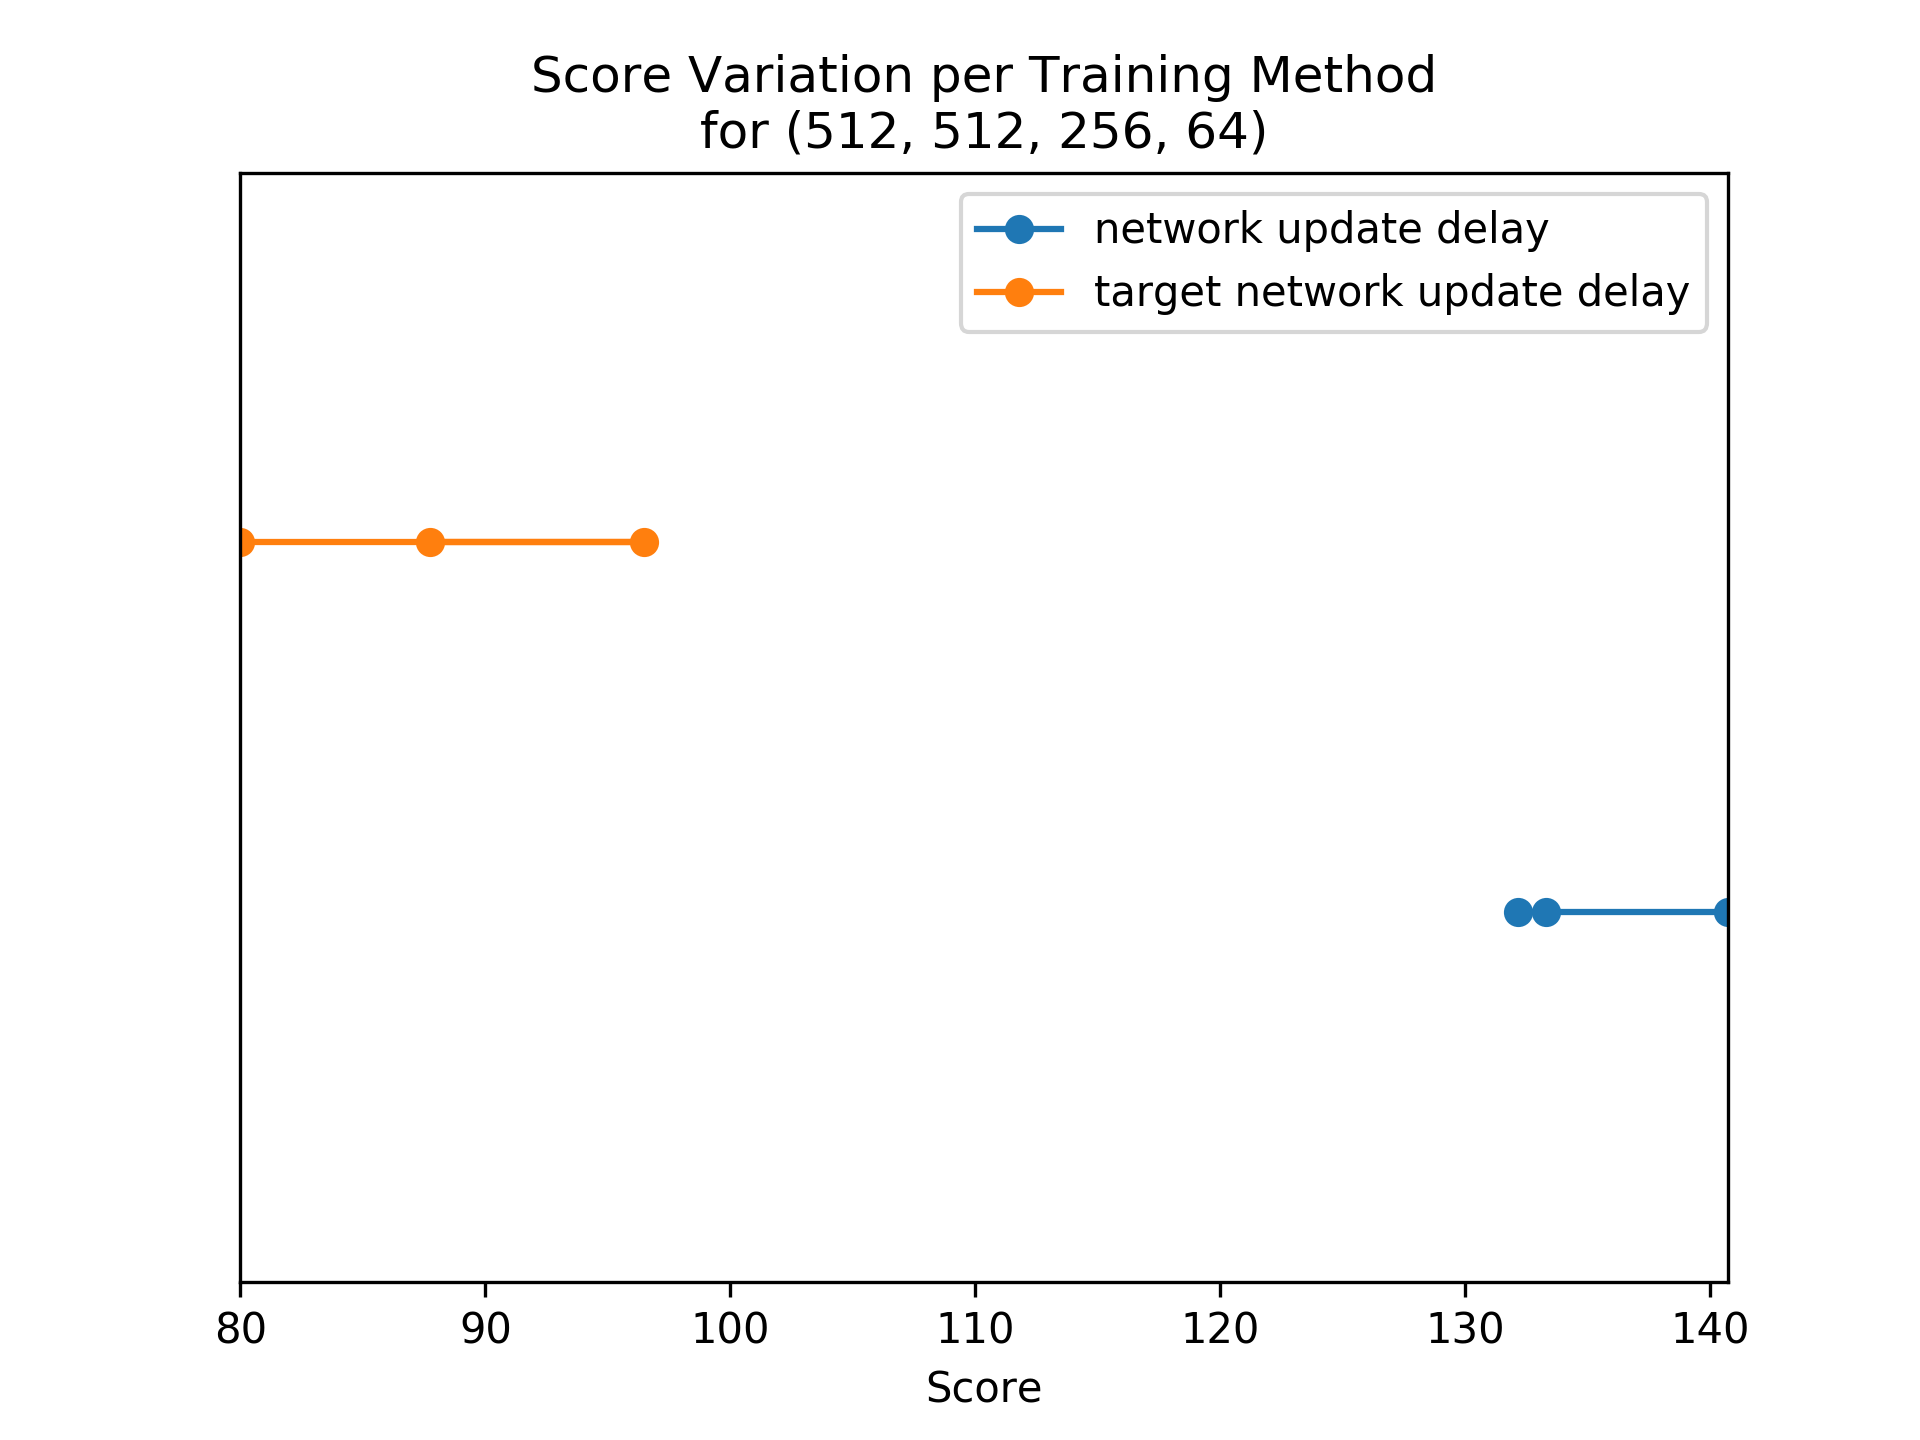 Score Variation per Training Method
for (512, 512, 256, 64)
network update delay
target network update delay
80 90 100 110 120 130 140
Score